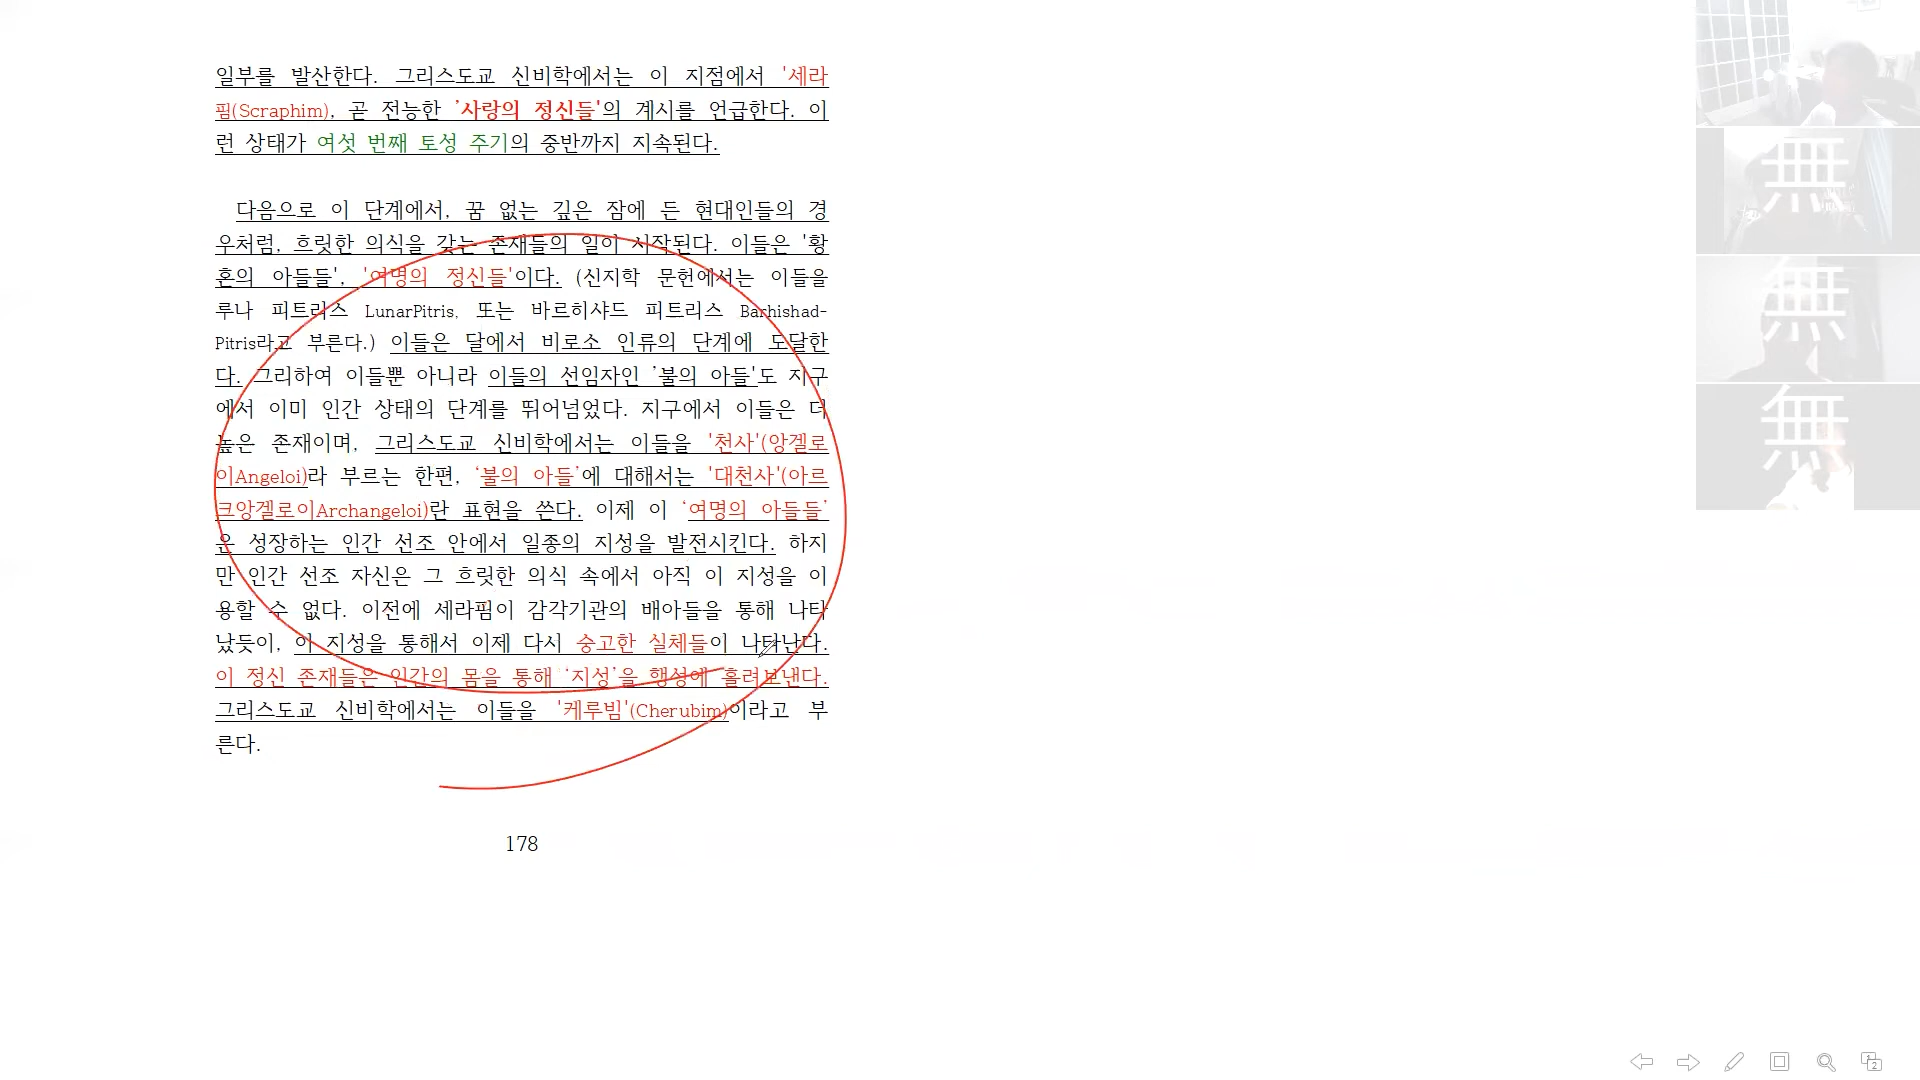 일부를 발산한다. 그리스도교 신비학에서는 이 지점에서 '세라
핌(Scraphim), 곧 전능한 '사랑의 정신들'의 계시를 언급한다. 이
런 상태가 여섯 번째 토성 주기의 중반까지 지속된다.
다음으로 이 단계에서, 꿈 없는 깊은 잠에 든 현대인들의 경
우처럼, 흐릿한 의식을 갖는 존재들의 일이 시작된다. 이들은 '황
혼의 아들들', '여명의 정신들'이다. (신지학 문헌에서는 이들을
루나 피트리스 LunarPitris, 또는 바르히샤드 피트리스 Barhishad-
Pitris라고 부른다.) 이들은 달에서 비로소 인류의 단계에 도달한
다. 그리하여 이들뿐 아니라 이들의 선임자인 '불의 아들'도 지구
에서 이미 인간 상태의 단계를 뛰어넘었다. 지구에서 이들은 더
높은 존재이며, 그리스도교 신비학에서는 이들을 '천사'(앙겔로
이Angeloi)라 부르는 한편, ‘불의 아들’에 대해서는 '대천사'(아르
크앙겔로이Archangeloi)란 표현을 쓴다. 이제 이 ‘여명의 아들들’
은 성장하는 인간 선조 안에서 일종의 지성을 발전시킨다. 하지
만 인간 선조 자신은 그 흐릿한 의식 속에서 아직 이 지성을 이
용할 수 없다. 이전에 세라핌이 감각기관의 배아들을 통해 나타
났듯이, 이 지성을 통해서 이제 다시 숭고한 실체들이 나타난다.
이 정신 존재들은 인간의 몸을 통해 ‘지성’을 행성에 흘려보낸다.
그리스도교 신비학에서는 이들을 '케루빔'(Cherubim)이라고 부
른다.
178
無
無
無